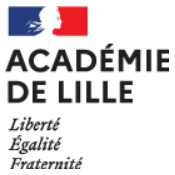 ACADÉMIE
DE LILLE
Liberté
Égalité
Fraternité